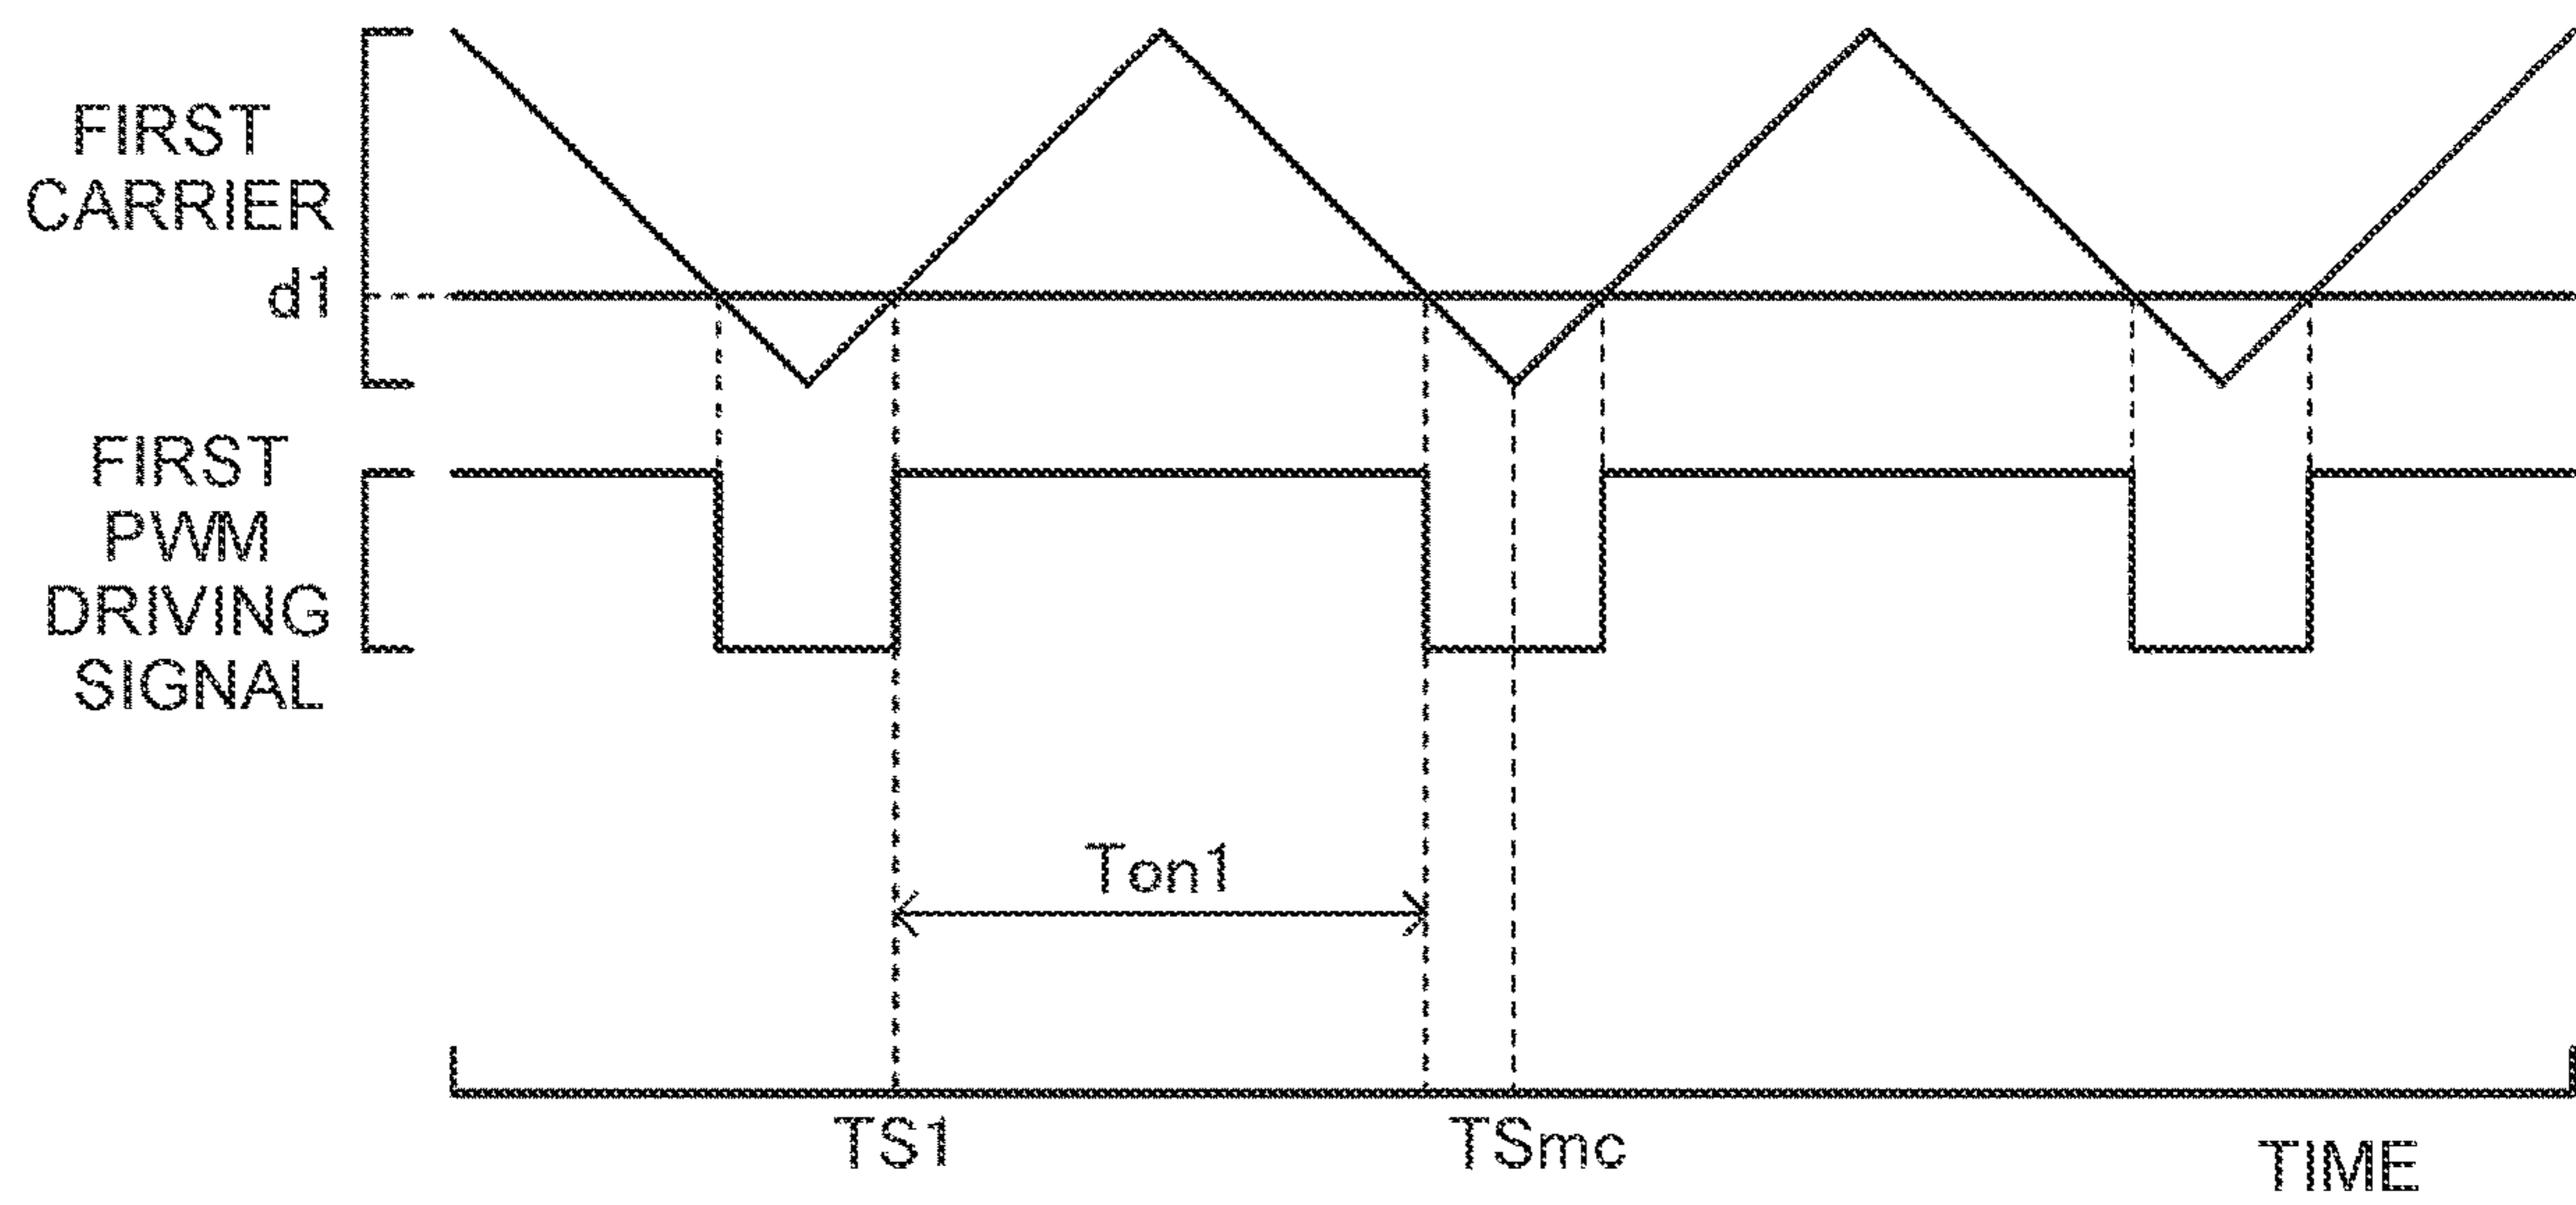 FIRST
CARRIER
d1
FIRST
PWM
DRIVING
SIGNAL
Ton1
TS1
TSmc
TIME